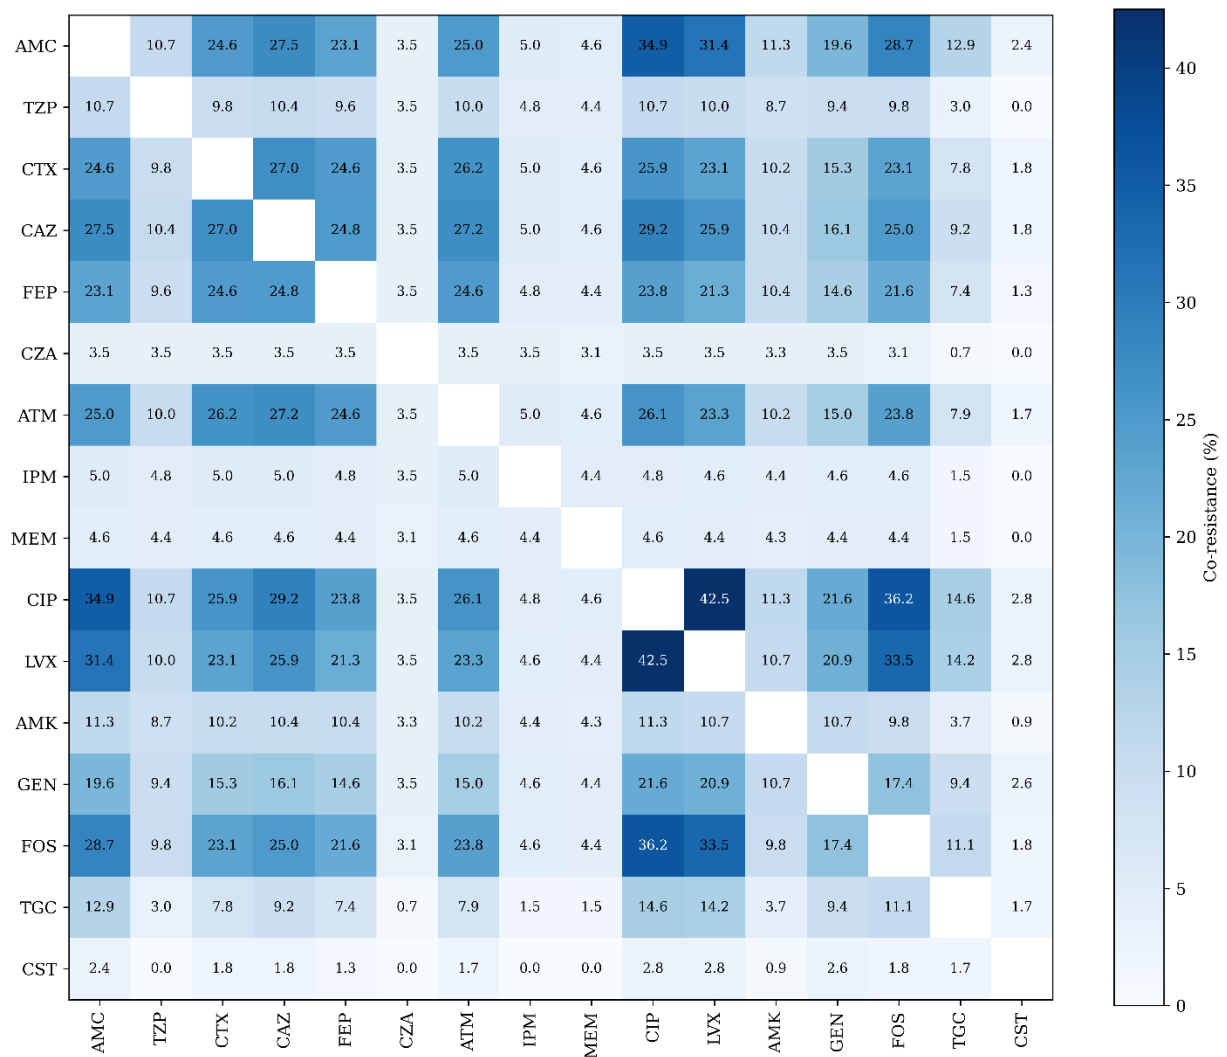 AMC 10.7 24.6 27.5 23.1 3.5 25.0 5.0 4.6 34.9 31.4 11.3 19.6 28.7 12.9 2.4
TZP 10.7 9.8 10.4 9.6 3.5 10.0 4.8 4.4 10.7 10.0 8.7 9.4 9.8 3.0 0.0
CTX 24.6 9.8 27.0 24.6 3.5 26.2 5.0 4.6 25.9 23.1 10.2 15.3 23.1 7.8 1.8
CAZ 27.5 10.4 27.0 24.8 3.5 27.2 5.0 4.6 29.2 25.9 10.4 16.1 25.0 9.2 1.8
FEP 23.1 9.6 24.6 24.8 3.5 24.6 4.8 4.4 23.8 21.3 10.4 14.6 21.6 7.4 1.3
CZA 3.5 3.5 3.5 3.5 3.5 3.5 3.5 3.1 3.5 3.5 3.3 3.5 3.1 0.7 0.0
ATM 25.0 10.0 26.2 27.2 24.6 3.5 5.0 4.6 26.1 23.3 10.2 15.0 23.8 7.9 1.7
IPM 5.0 4.8 5.0 5.0 4.8 3.5 5.0 4.4 4.8 4.6 4.4 4.6 4.6 1.5 0.0
MEM 4.6 4.4 4.6 4.6 4.4 3.1 4.6 4.4 4.6 4.4 4.3 4.4 4.4 1.5 0.0
CIP 34.9 10.7 25.9 29.2 23.8 3.5 26.1 4.8 4.6 42.5 11.3 21.6 36.2 14.6 2.8
LVX 31.4 10.0 23.1 25.9 21.3 3.5 23.3 4.6 4.4 42.5 10.7 20.9 33.5 14.2 2.8
AMK 11.3 8.7 10.2 10.4 10.4 3.3 10.2 4.4 4.3 11.3 10.7 10.7 9.8 3.7 0.9
GEN 19.6 9.4 15.3 16.1 14.6 3.5 15.0 4.6 4.4 21.6 20.9 10.7 17.4 9.4 2.6
FOS 28.7 9.8 23.1 25.0 21.6 3.1 23.8 4.6 4.4 36.2 33.5 9.8 17.4 11.1 1.8
TGC 12.9 3.0 7.8 9.2 7.4 0.7 7.9 1.5 1.5 14.6 14.2 3.7 9.4 11.1 1.7
CST 2.4 0.0 1.8 1.8 1.3 0.0 1.7 0.0 0.0 2.8 2.8 0.9 2.6 1.8 1.7
AMC TZP CTX CAZ FEP CZA ATM IPM MEM CIP LVX AMK GEN FOS TGC CST
40
35
30
25
20
15
10
5
0
Co-resistance (%)